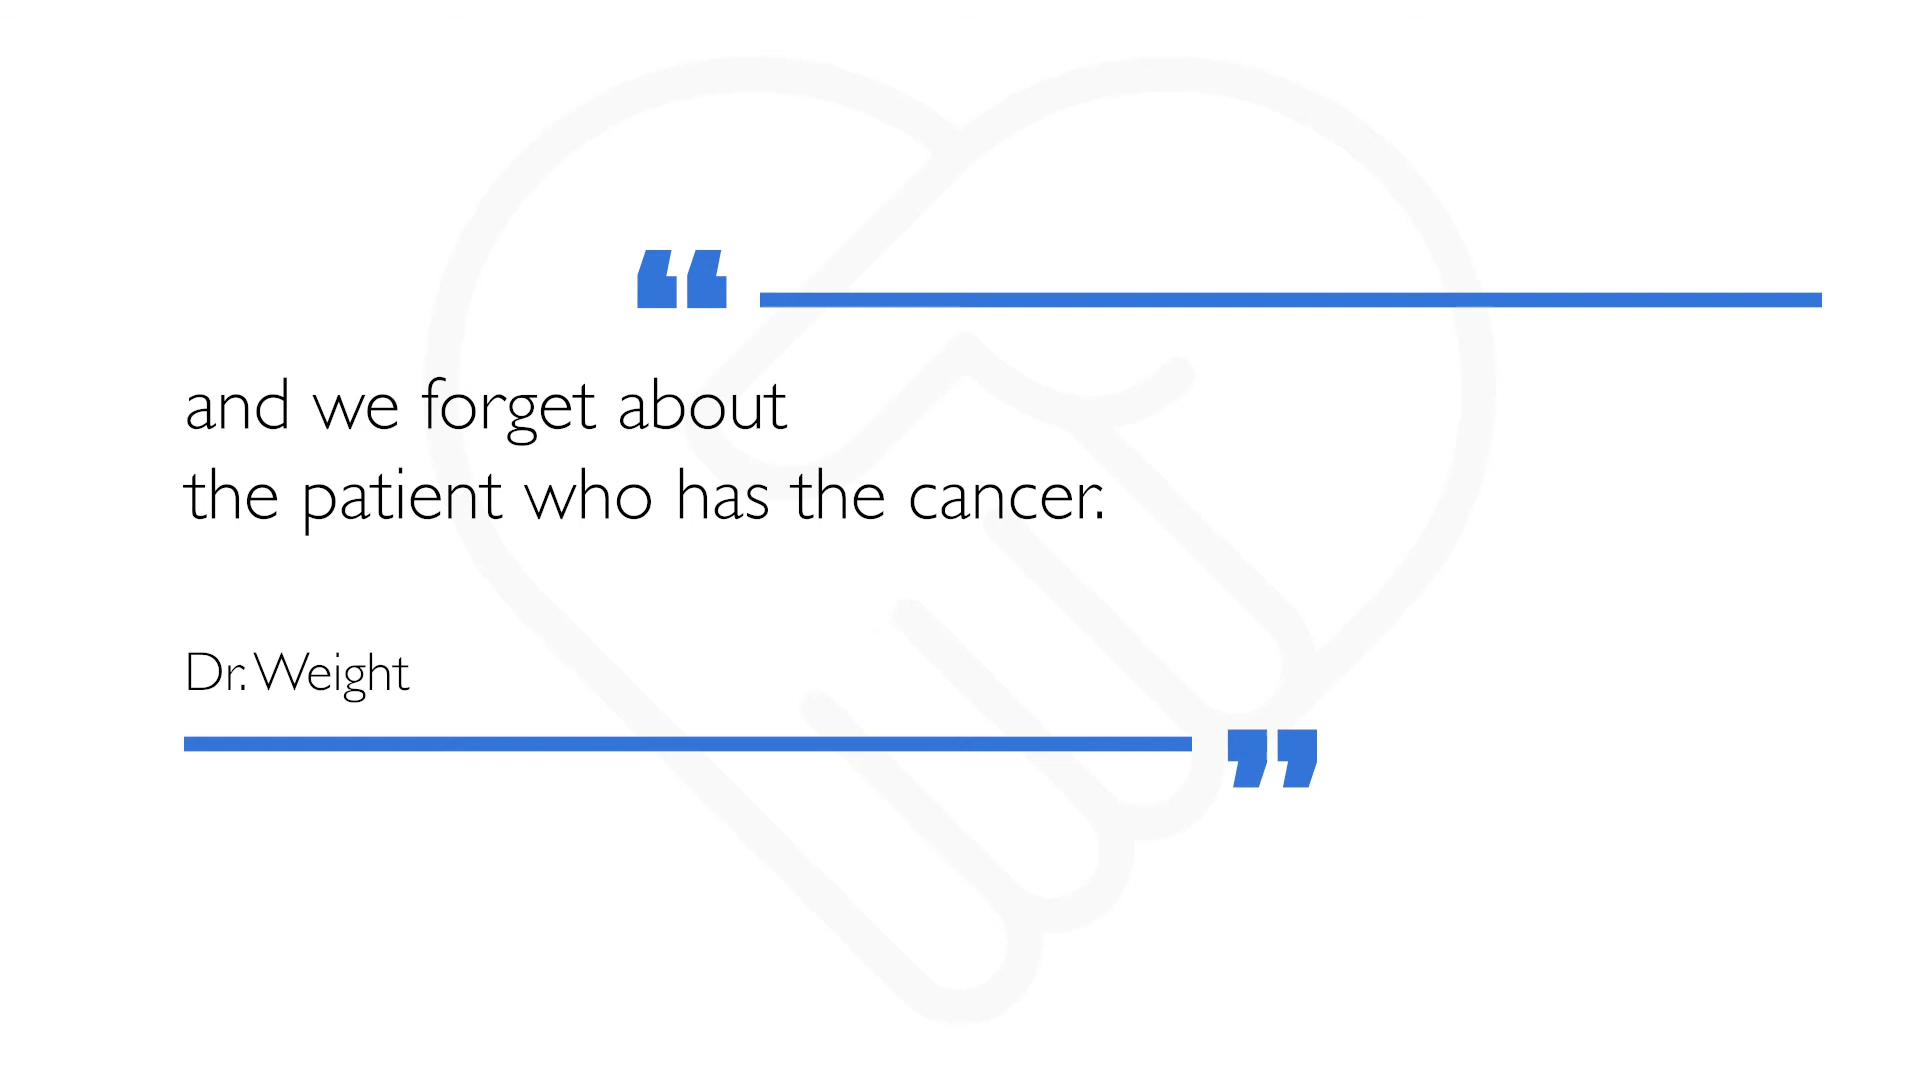 “
and we forget about
the patient who has the cancer.
Dr. Weight
”